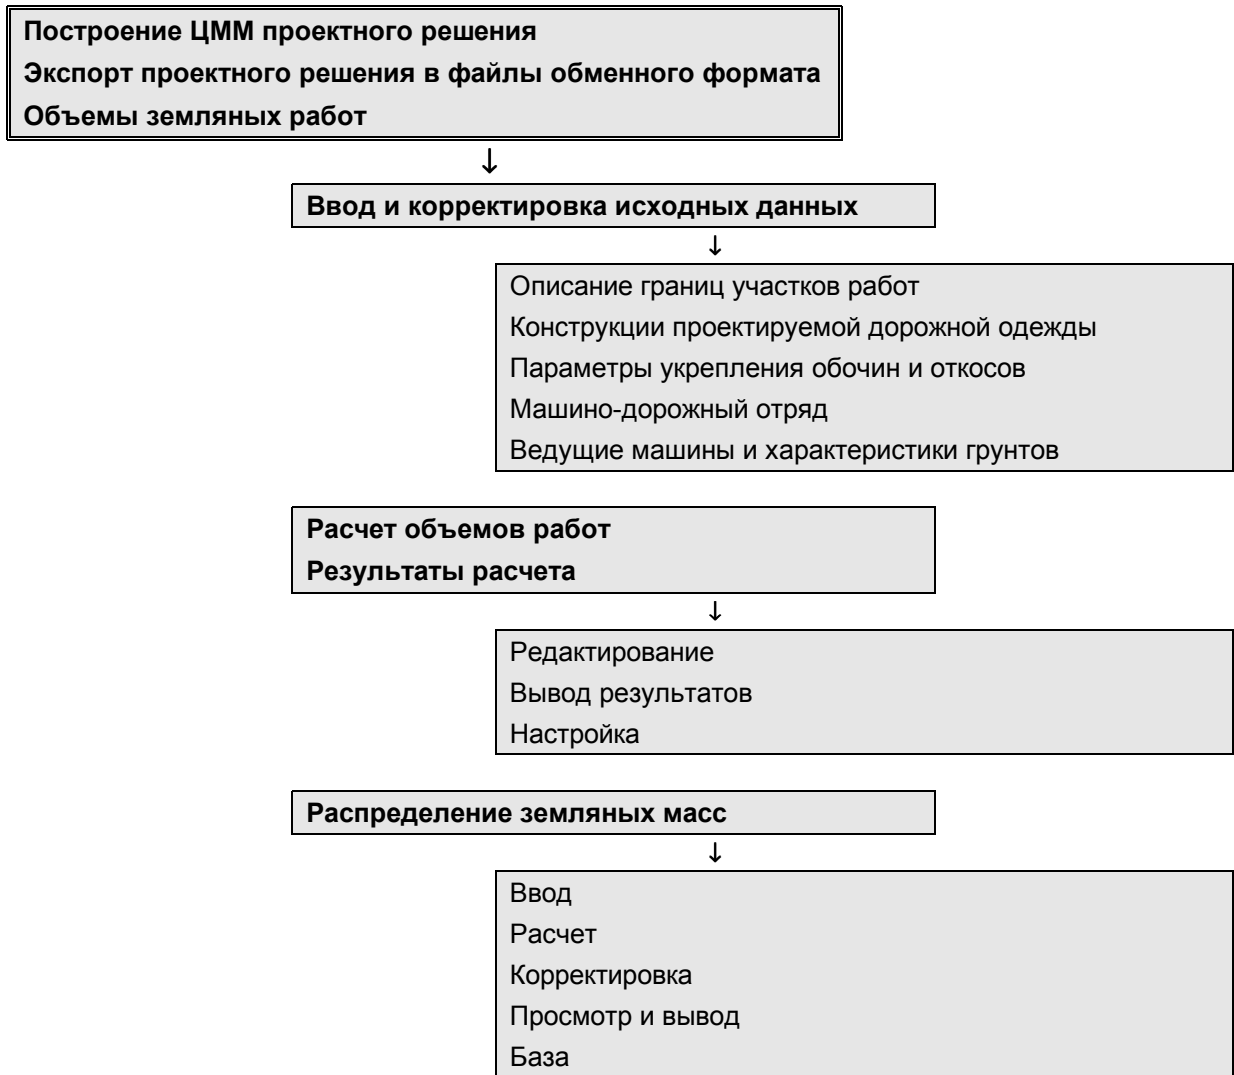 Построение ЦММ проектного решения
Экспорт проектного решения в файлы обменного формата
Объемы земляных работ
↓
Ввод и корректировка исходных данных
↓
Описание границ участков работ
Конструкции проектируемой дорожной одежды
Параметры укрепления обочин и откосов
Машино-дорожный отряд
Ведущие машины и характеристики грунтов
Расчет объемов работ
Результаты расчета
↓
Редактирование
Вывод результатов
Настройка
Распределение земляных масс
↓
Ввод
Расчет
Корректировка
Просмотр и вывод
База